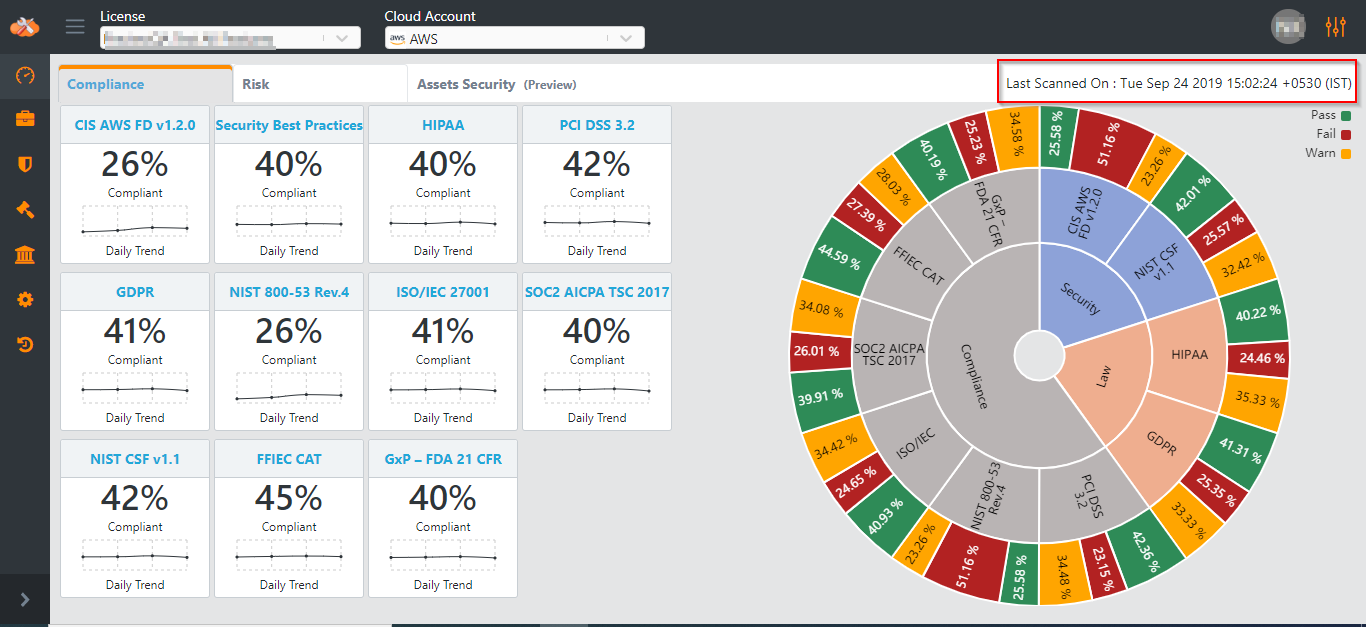 License
Cloud Account
aws AWS
Compliance
Risk
Assets Security (Preview)
Last Scanned On : Tue Sep 24 2019 15:02:24 +0530 (IST)
CIS AWS FD v1.2.0
26%
Compliant
Daily Trend
Security Best Practices
40%
Compliant
Daily Trend
HIPAA
40%
Compliant
Daily Trend
PCI DSS 3.2
42%
Compliant
Daily Trend
GDPR
41%
Compliant
Daily Trend
NIST 800-53 Rev.4
26%
Compliant
Daily Trend
ISO/IEC 27001
41%
Compliant
Daily Trend
SOC2 AICPA TSC 2017
40%
Compliant
Daily Trend
NIST CSF v1.1
42%
Compliant
Daily Trend
FFIEC CAT
45%
Compliant
Daily Trend
GxP – FDA 21 CFR
40%
Compliant
Daily Trend
Pass
Fail
Warn
Security
CIS AWS
FD v1.2.0
25.58 %
51.16 %
23.26 %
NIST CSF
v1.1
42.01 %
25.57 %
32.42 %
Law
HIPAA
40.22 %
24.46 %
35.33 %
GDPR
41.31 %
25.35 %
33.33 %
Compliance
PCI DSS
3.2
42.36 %
23.15 %
34.48 %
NIST 800-53
Rev.4
25.58 %
51.16 %
23.26 %
ISO/IEC
40.93 %
24.65 %
34.42 %
SOC2 AICPA
TSC 2017
39.91 %
26.01 %
34.08 %
FFIEC CAT
44.59 %
27.39 %
28.03 %
GxP –
FDA 21 CFR
40.19 %
25.23 %
34.58 %